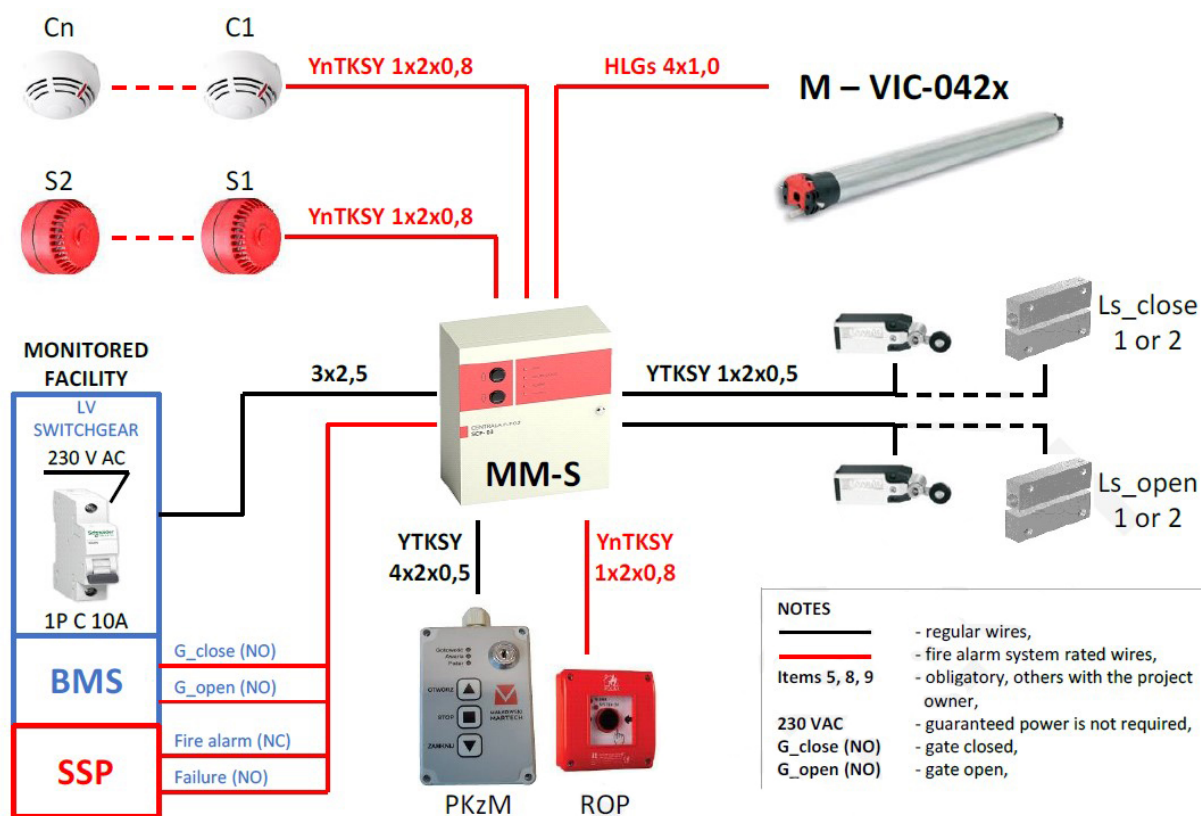 Cn
C1
YnTKSY 1x2x0,8
HLGs 4x1,0
M – VIC-042x
S2
S1
YnTKSY 1x2x0,8
MONITORED
FACILITY
LV
SWITCHGEAR
230 V AC
Schneider
1P C 10A
3x2,5
MM-S
YTKSY 1x2x0,5
Ls_close
1 or 2
Ls_open
1 or 2
YTKSY
4x2x0,5
YnTKSY
1x2x0,8
BMS
G_close (NO)
G_open (NO)
SSP
Fire alarm (NC)
Failure (NO)
OTWÓRZ
STOP
ZAMKNIJ
MAŁKOWSKI
MARTECH
PKzM
ROP
NOTES
- regular wires,
- fire alarm system rated wires,
Items 5, 8, 9 - obligatory, others with the project
owner,
230 VAC - guaranteed power is not required,
G_close (NO) - gate closed,
G_open (NO) - gate open,